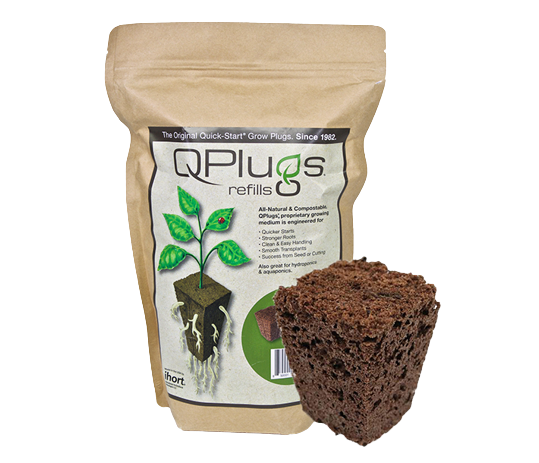 The Original Quick-Start® Grow Plugs. Since 1982.
QPlugs
refills
All-Natural & Compostable.
QPlugs' proprietary growing
medium is engineered for
• Quicker Starts
• Stronger Roots
• Clean & Easy Handling
• Smooth Transplants
• Success from Seed or Cutting
Also great for hydroponics
& aquaponics.
ihort.